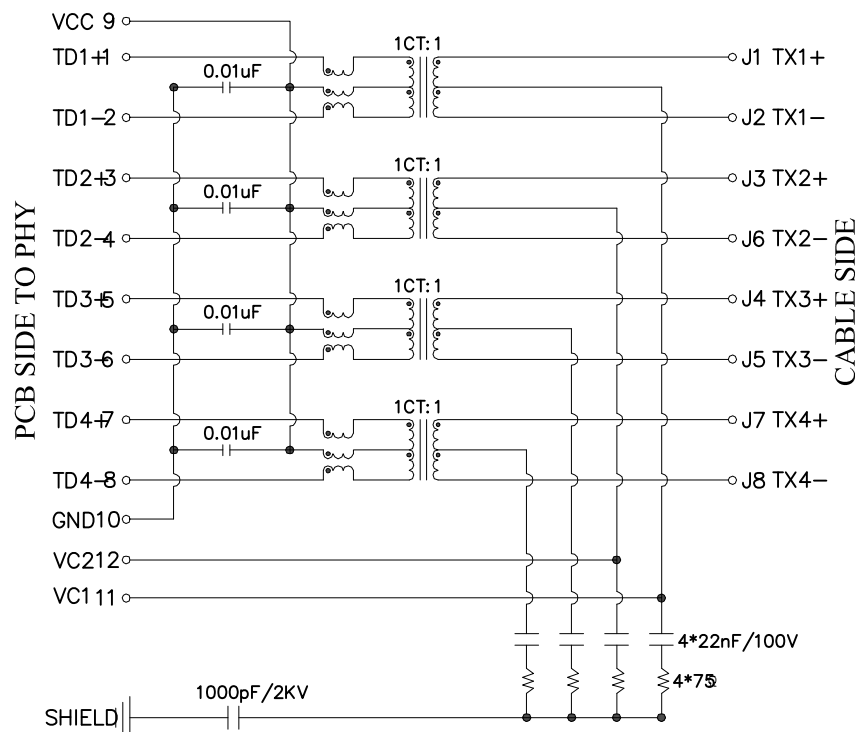 VCC 9
TD1+1
0.01uF
1CT:1
J1 TX1+
TD1-2
J2 TX1-
TD2+3
0.01uF
1CT:1
J3 TX2+
TD2-4
J6 TX2-
PCB SIDE TO PHY
CABLE SIDE
TD3+5
0.01uF
1CT:1
J4 TX3+
TD3-6
J5 TX3-
TD4+7
0.01uF
1CT:1
J7 TX4+
TD4-8
J8 TX4-
GND10
VC212
VC1 11
4*22nF/100V
4*75Ω
1000pF/2KV
SHIELD